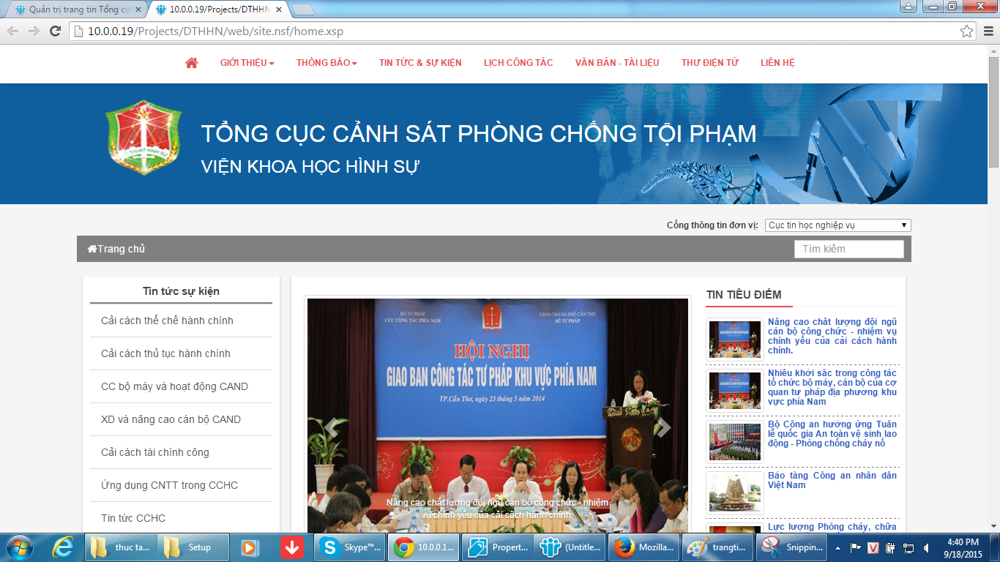 Quản trị trang tin Tổng cụ
10.0.0.19/Projects/DTHHN
10.0.0.19/Projects/DTHHN/web/site.nsf/home.xsp
GIỚI THIỆU
THÔNG BÁO
TIN TỨC & SỰ KIỆN
LỊCH CÔNG TÁC
VĂN BẢN - TÀI LIỆU
THƯ ĐIỆN TỬ
LIÊN HỆ
TỔNG CỤC CẢNH SÁT PHÒNG CHỐNG TỘI PHẠM
VIỆN KHOA HỌC HÌNH SỰ
Cổng thông tin đơn vị:
Cục tin học nghiệp vụ
Trang chủ
Tìm kiếm
Tin tức sự kiện
Cải cách thể chế hành chính
Cải cách thủ tục hành chính
CC bộ máy và hoạt động CAND
XD và nâng cao cán bộ CAND
Cải cách tài chính công
Ứng dụng CNTT trong CCHC
Tin tức CCHC
BỘ TƯ PHÁP
CỤC CÔNG TÁC PHÍA NAM
UBND THÀNH PHỐ CẦN THƠ
SỞ TƯ PHÁP
HỘI NGHỊ
GIAO BAN CÔNG TÁC TƯ PHÁP KHU VỰC PHÍA NAM
TP.Cần Thơ, ngày 23 tháng 5 năm 2014
Nâng cao chất lượng đội ngũ cán bộ công chức - nhiệm
vụ chính yếu của cải cách hành chính.
TIN TIÊU ĐIỂM
Nâng cao chất lượng đội ngũ
cán bộ công chức - nhiệm vụ
chính yếu của cải cách hành
chính.
Nhiều khởi sắc trong công tác
tổ chức bộ máy, cán bộ của cơ
quan tư pháp địa phương khu
vực phía Nam
Bộ Công an hưởng ứng Tuần
lễ quốc gia An toàn vệ sinh lao
động - Phòng chống cháy nổ
Bảo tàng Công an nhân dân
Việt Nam
Lực lượng Phòng cháy, chữa
thuc ta...
Setup
Skype™...
10.0.0.1...
Propert...
(Untitle...
Mozilla...
trangti...
Snippin...
V
4:40 PM
9/18/2015